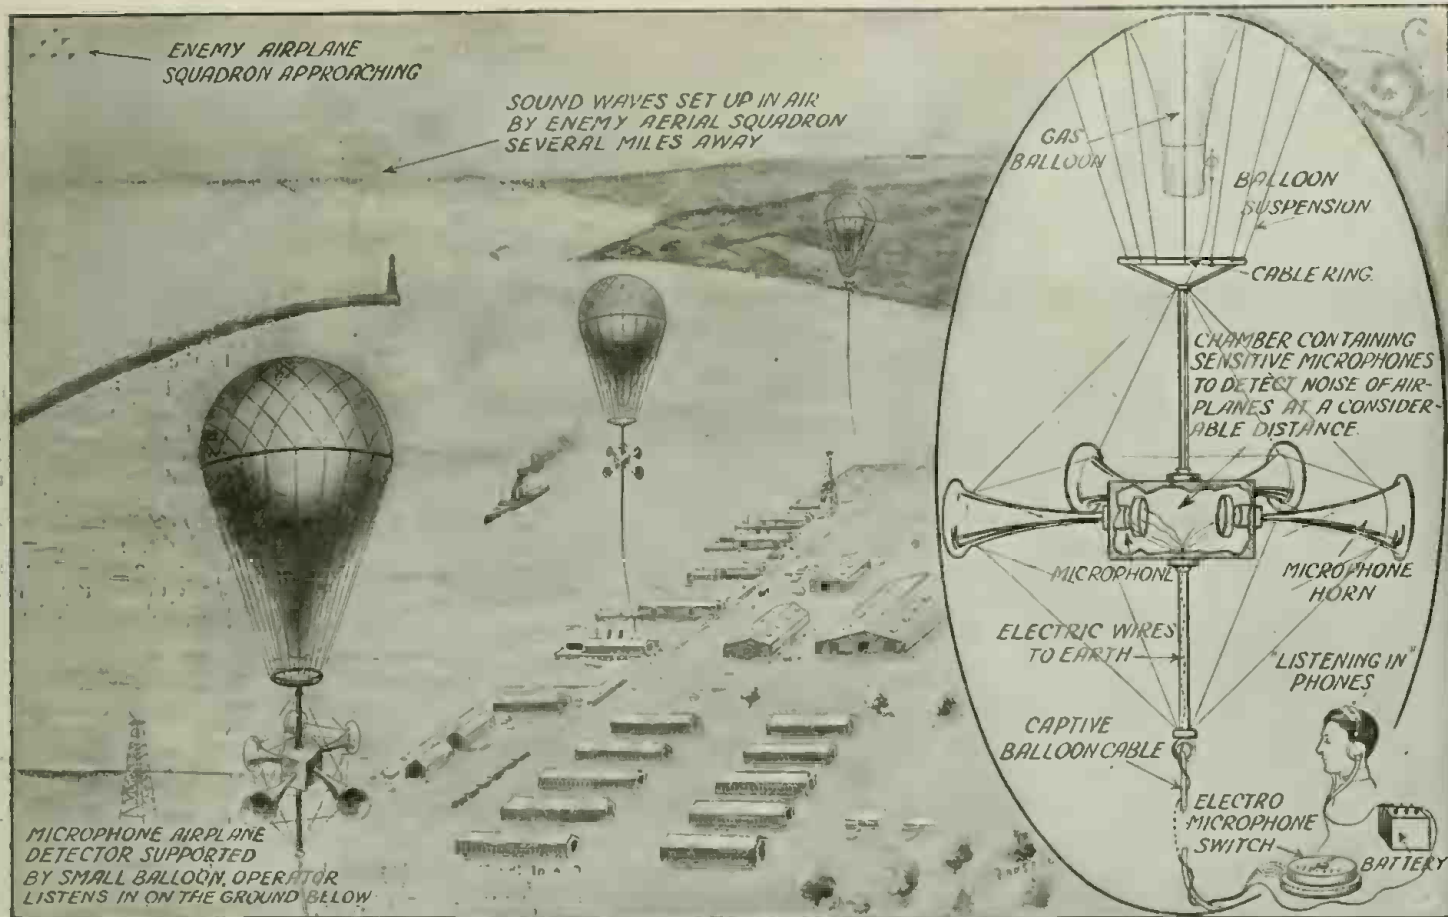 ENEMY AIRPLANE
SQUADRON APPROACHING
SOUND WAVES SET UP IN AIR
BY ENEMY AERIAL SQUADRON
SEVERAL MILES AWAY
GAS
BALLOON
BALLOON
SUSPENSION
CABLE RING.
CHAMBER CONTAINING
SENSITIVE MICROPHONES
TO DETECT NOISE OF AIR-
PLANES AT A CONSIDER-
ABLE DISTANCE.
MICROPHONE
MICROPHONE
HORN
ELECTRIC WIRES
TO EARTH
"LISTENING IN"
PHONES
CAPTIVE
BALLOON CABLE
ELECTRO
MICROPHONE
SWITCH
BATTERY
MICROPHONE AIRPLANE
DETECTOR SUPPORTED
BY SMALL BALLOON, OPERATOR
LISTENS IN ON THE GROUND BELOW